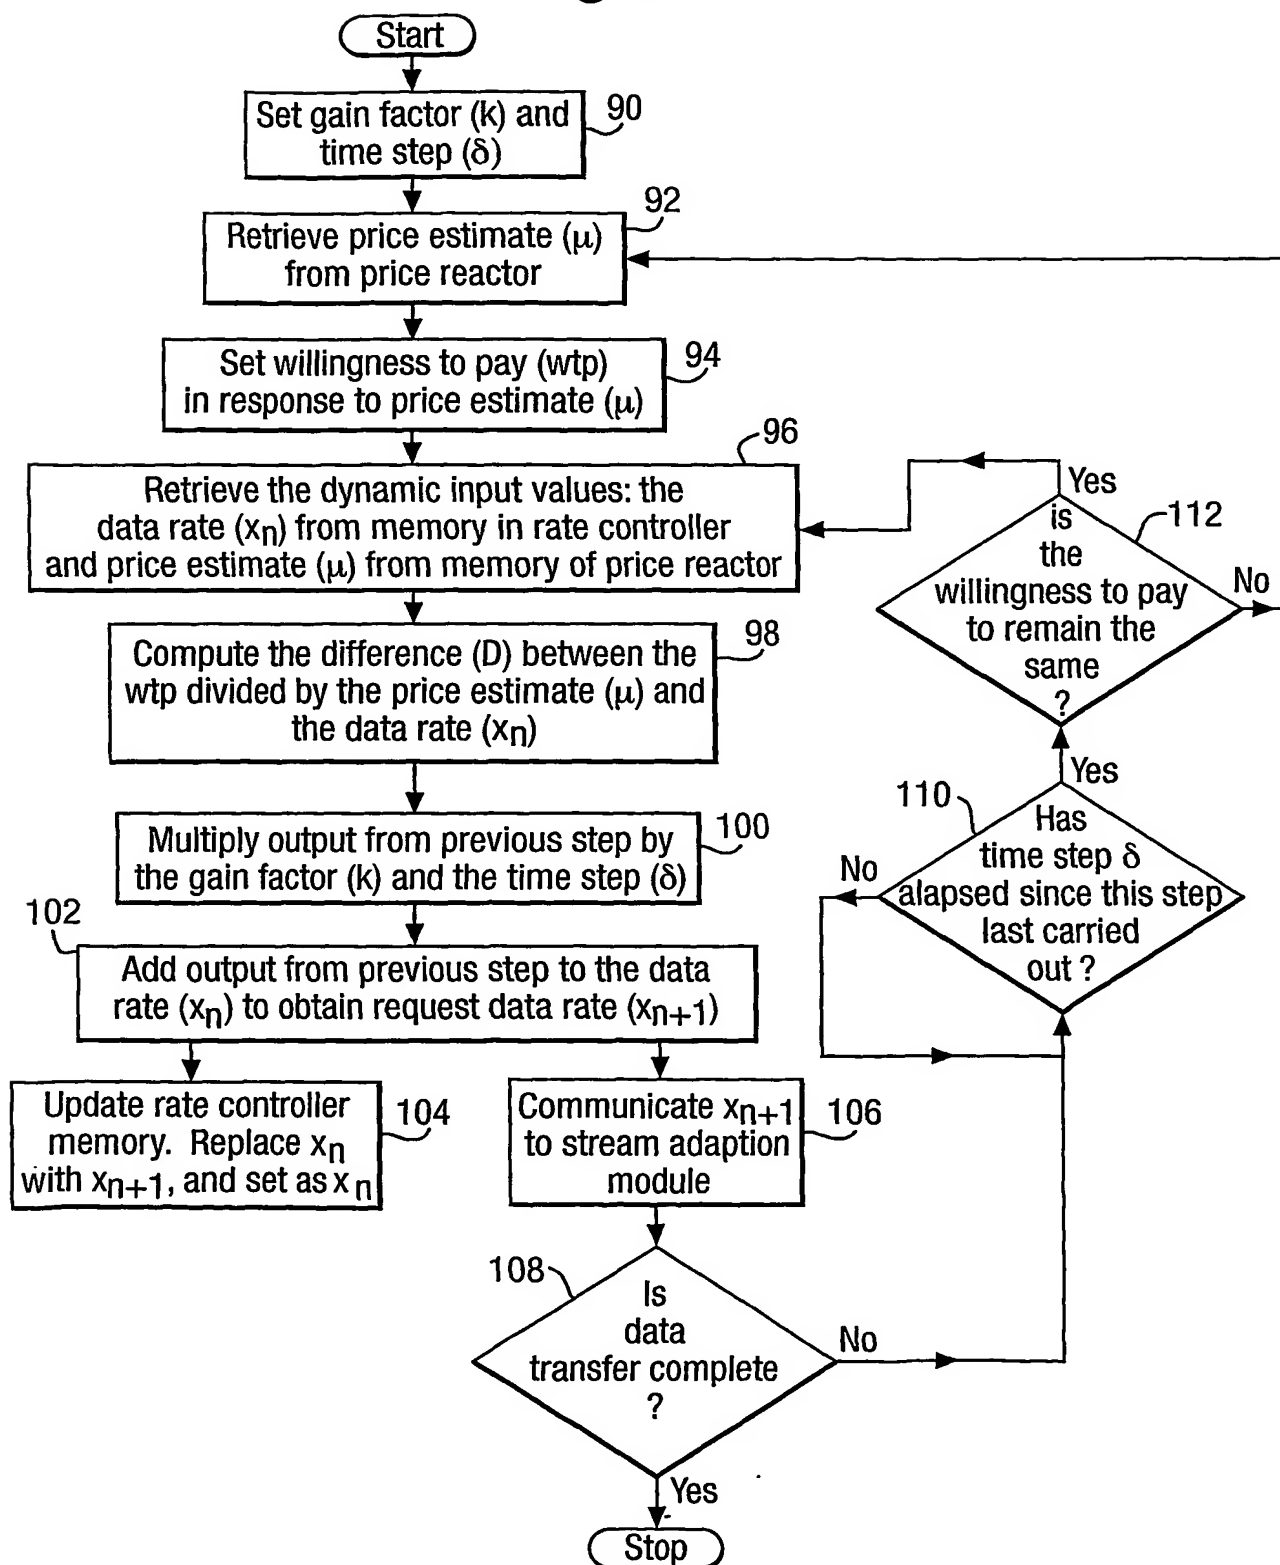 Start
Set gain factor (k) and
time step (δ)
90
Retrieve price estimate (μ)
from price reactor
92
Set willingness to pay (wtp)
in response to price estimate (μ)
94
Retrieve the dynamic input values: the
data rate (xn) from memory in rate controller
and price estimate (μ) from memory of price reactor
96
Compute the difference (D) between the
wtp divided by the price estimate (μ) and
the data rate (xn)
98
Multiply output from previous step by
the gain factor (k) and the time step (δ)
100
102
Add output from previous step to the data
rate (xn) to obtain request data rate (xn+1)
Update rate controller
memory. Replace xn
with xn+1, and set as xn
104
Communicate xn+1
to stream adaption
module
106
108
Is
data
transfer complete
?
No
Yes
Stop
110
Has
time step δ
alapsed since this step
last carried
out ?
No
Yes
112
is
the
willingness to pay
to remain the
same
?
Yes
No